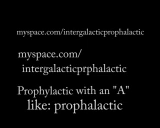 myspace.com/intergalacticprophalactic
myspace.com/
intergalacticprphalactic
Prophylactic with an "A"
like: prophalactic